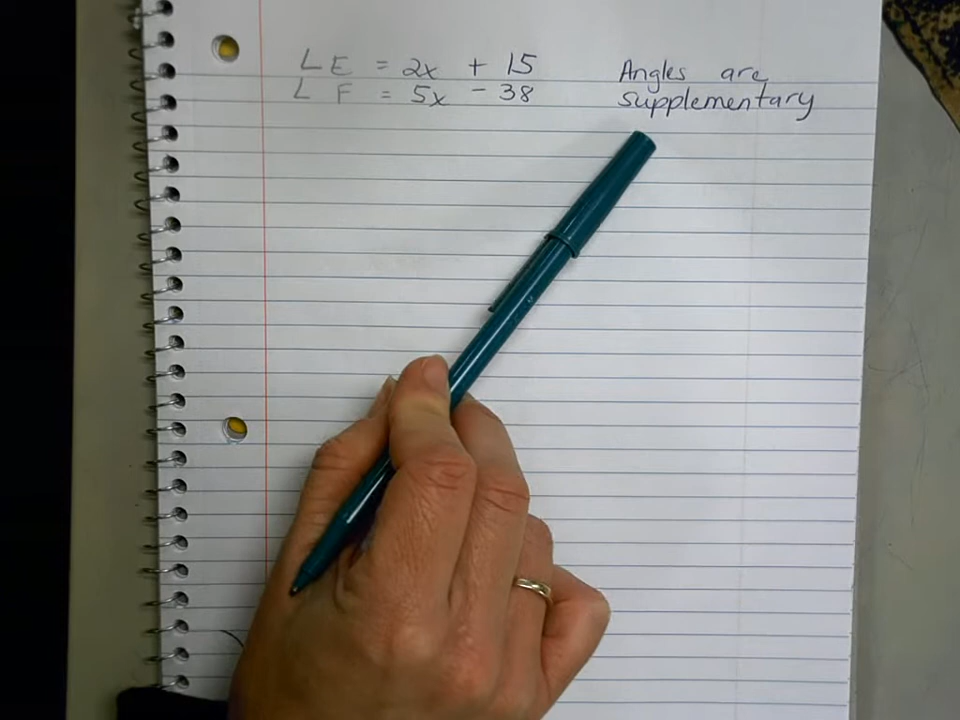 ∠ E = 2x + 15 Angles are
∠ F = 5x - 38 supplementary